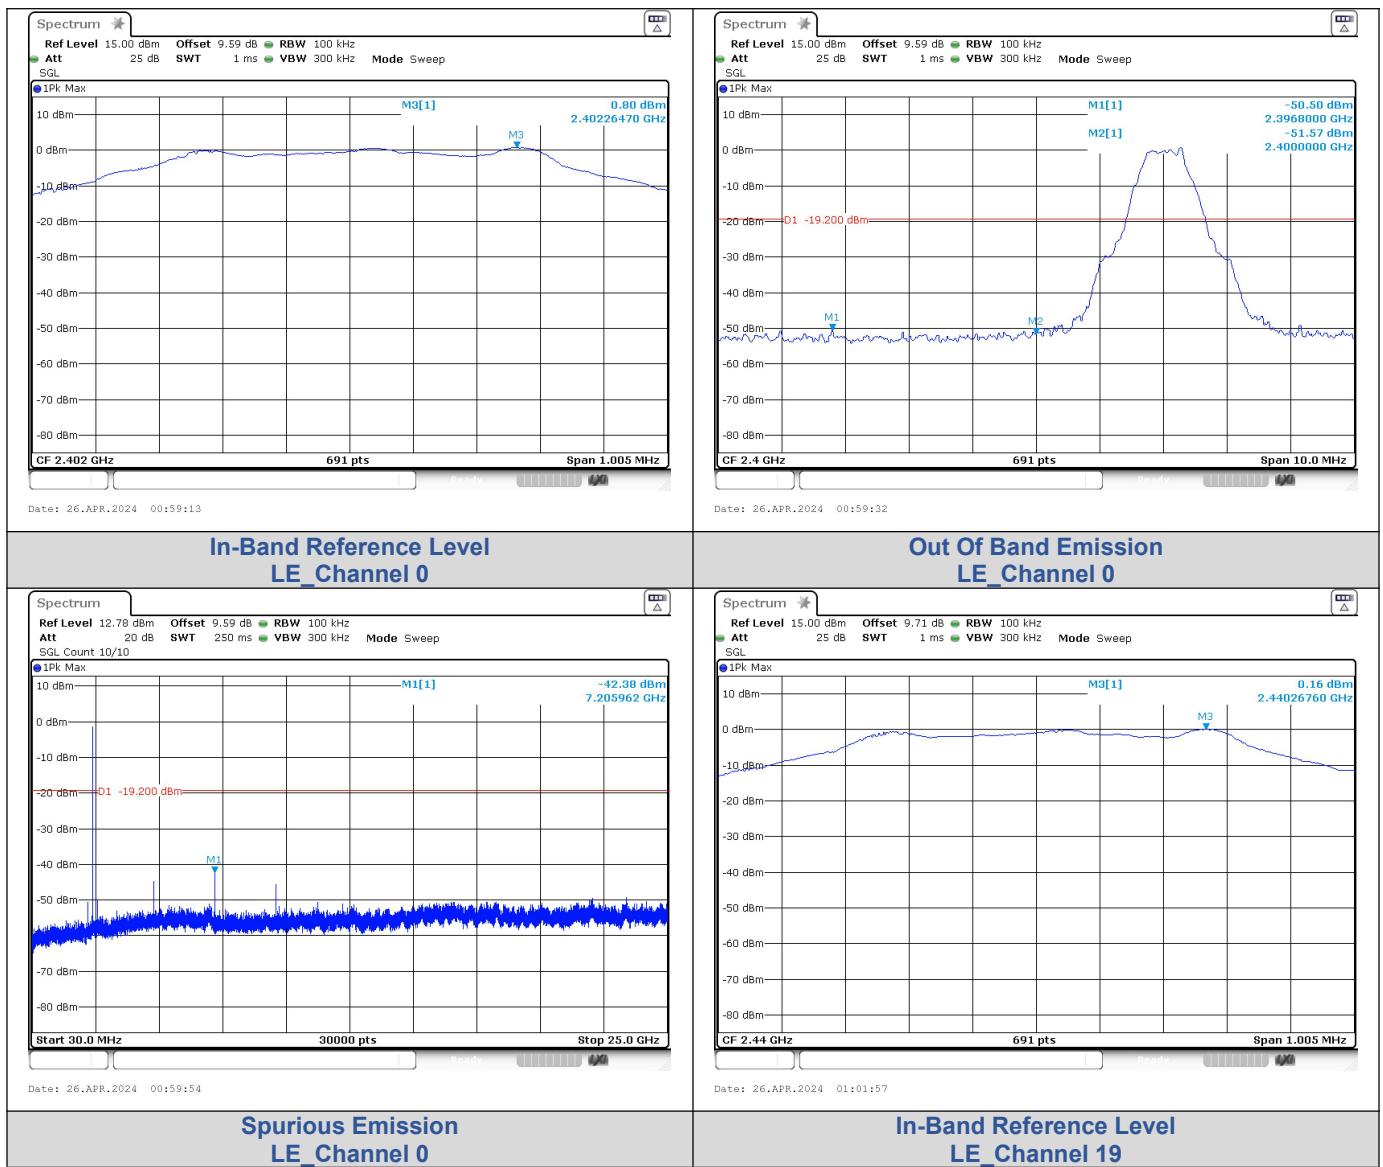 Spectrum
Ref Level 15.00 dBm Offset 9.59 dB RBW 100 kHz
Att 25 dB SWT 1 ms VBW 300 kHz Mode Sweep
SGL
1Pk Max
M3[1] 0.80 dBm
2.40226470 GHz
10 dBm
M3
0 dBm
-10 dBm
-20 dBm
-30 dBm
-40 dBm
-50 dBm
-60 dBm
-70 dBm
-80 dBm
CF 2.402 GHz 691 pts Span 1.005 MHz
Ready
Date: 26.APR.2024 00:59:13
In-Band Reference Level
LE_Channel 0
Spectrum
Ref Level 15.00 dBm Offset 9.59 dB RBW 100 kHz
Att 25 dB SWT 1 ms VBW 300 kHz Mode Sweep
SGL
1Pk Max
M1[1] -50.50 dBm
2.3968000 GHz
10 dBm
M2[1] -51.57 dBm
2.4000000 GHz
0 dBm
-10 dBm
-20 dBm
D1 -19.200 dBm
-30 dBm
-40 dBm
M1
M2
-50 dBm
-60 dBm
-70 dBm
-80 dBm
CF 2.4 GHz 691 pts Span 10.0 MHz
Ready
Date: 26.APR.2024 00:59:32
Out Of Band Emission
LE_Channel 0
Spectrum
Ref Level 12.78 dBm Offset 9.59 dB RBW 100 kHz
Att 20 dB SWT 250 ms VBW 300 kHz Mode Sweep
SGL Count 10/10
1Pk Max
M1[1] -42.38 dBm
7.205962 GHz
10 dBm
0 dBm
-10 dBm
-20 dBm
D1 -19.200 dBm
-30 dBm
-40 dBm
M1
-50 dBm
-70 dBm
-80 dBm
Start 30.0 MHz 30000 pts Stop 25.0 GHz
Ready
Date: 26.APR.2024 00:59:54
Spurious Emission
LE_Channel 0
Spectrum
Ref Level 15.00 dBm Offset 9.71 dB RBW 100 kHz
Att 25 dB SWT 1 ms VBW 300 kHz Mode Sweep
SGL
1Pk Max
M3[1] 0.16 dBm
2.44026760 GHz
10 dBm
M3
0 dBm
-10 dBm
-20 dBm
-30 dBm
-40 dBm
-50 dBm
-60 dBm
-70 dBm
-80 dBm
CF 2.44 GHz 691 pts Span 1.005 MHz
Ready
Date: 26.APR.2024 01:01:57
In-Band Reference Level
LE_Channel 19